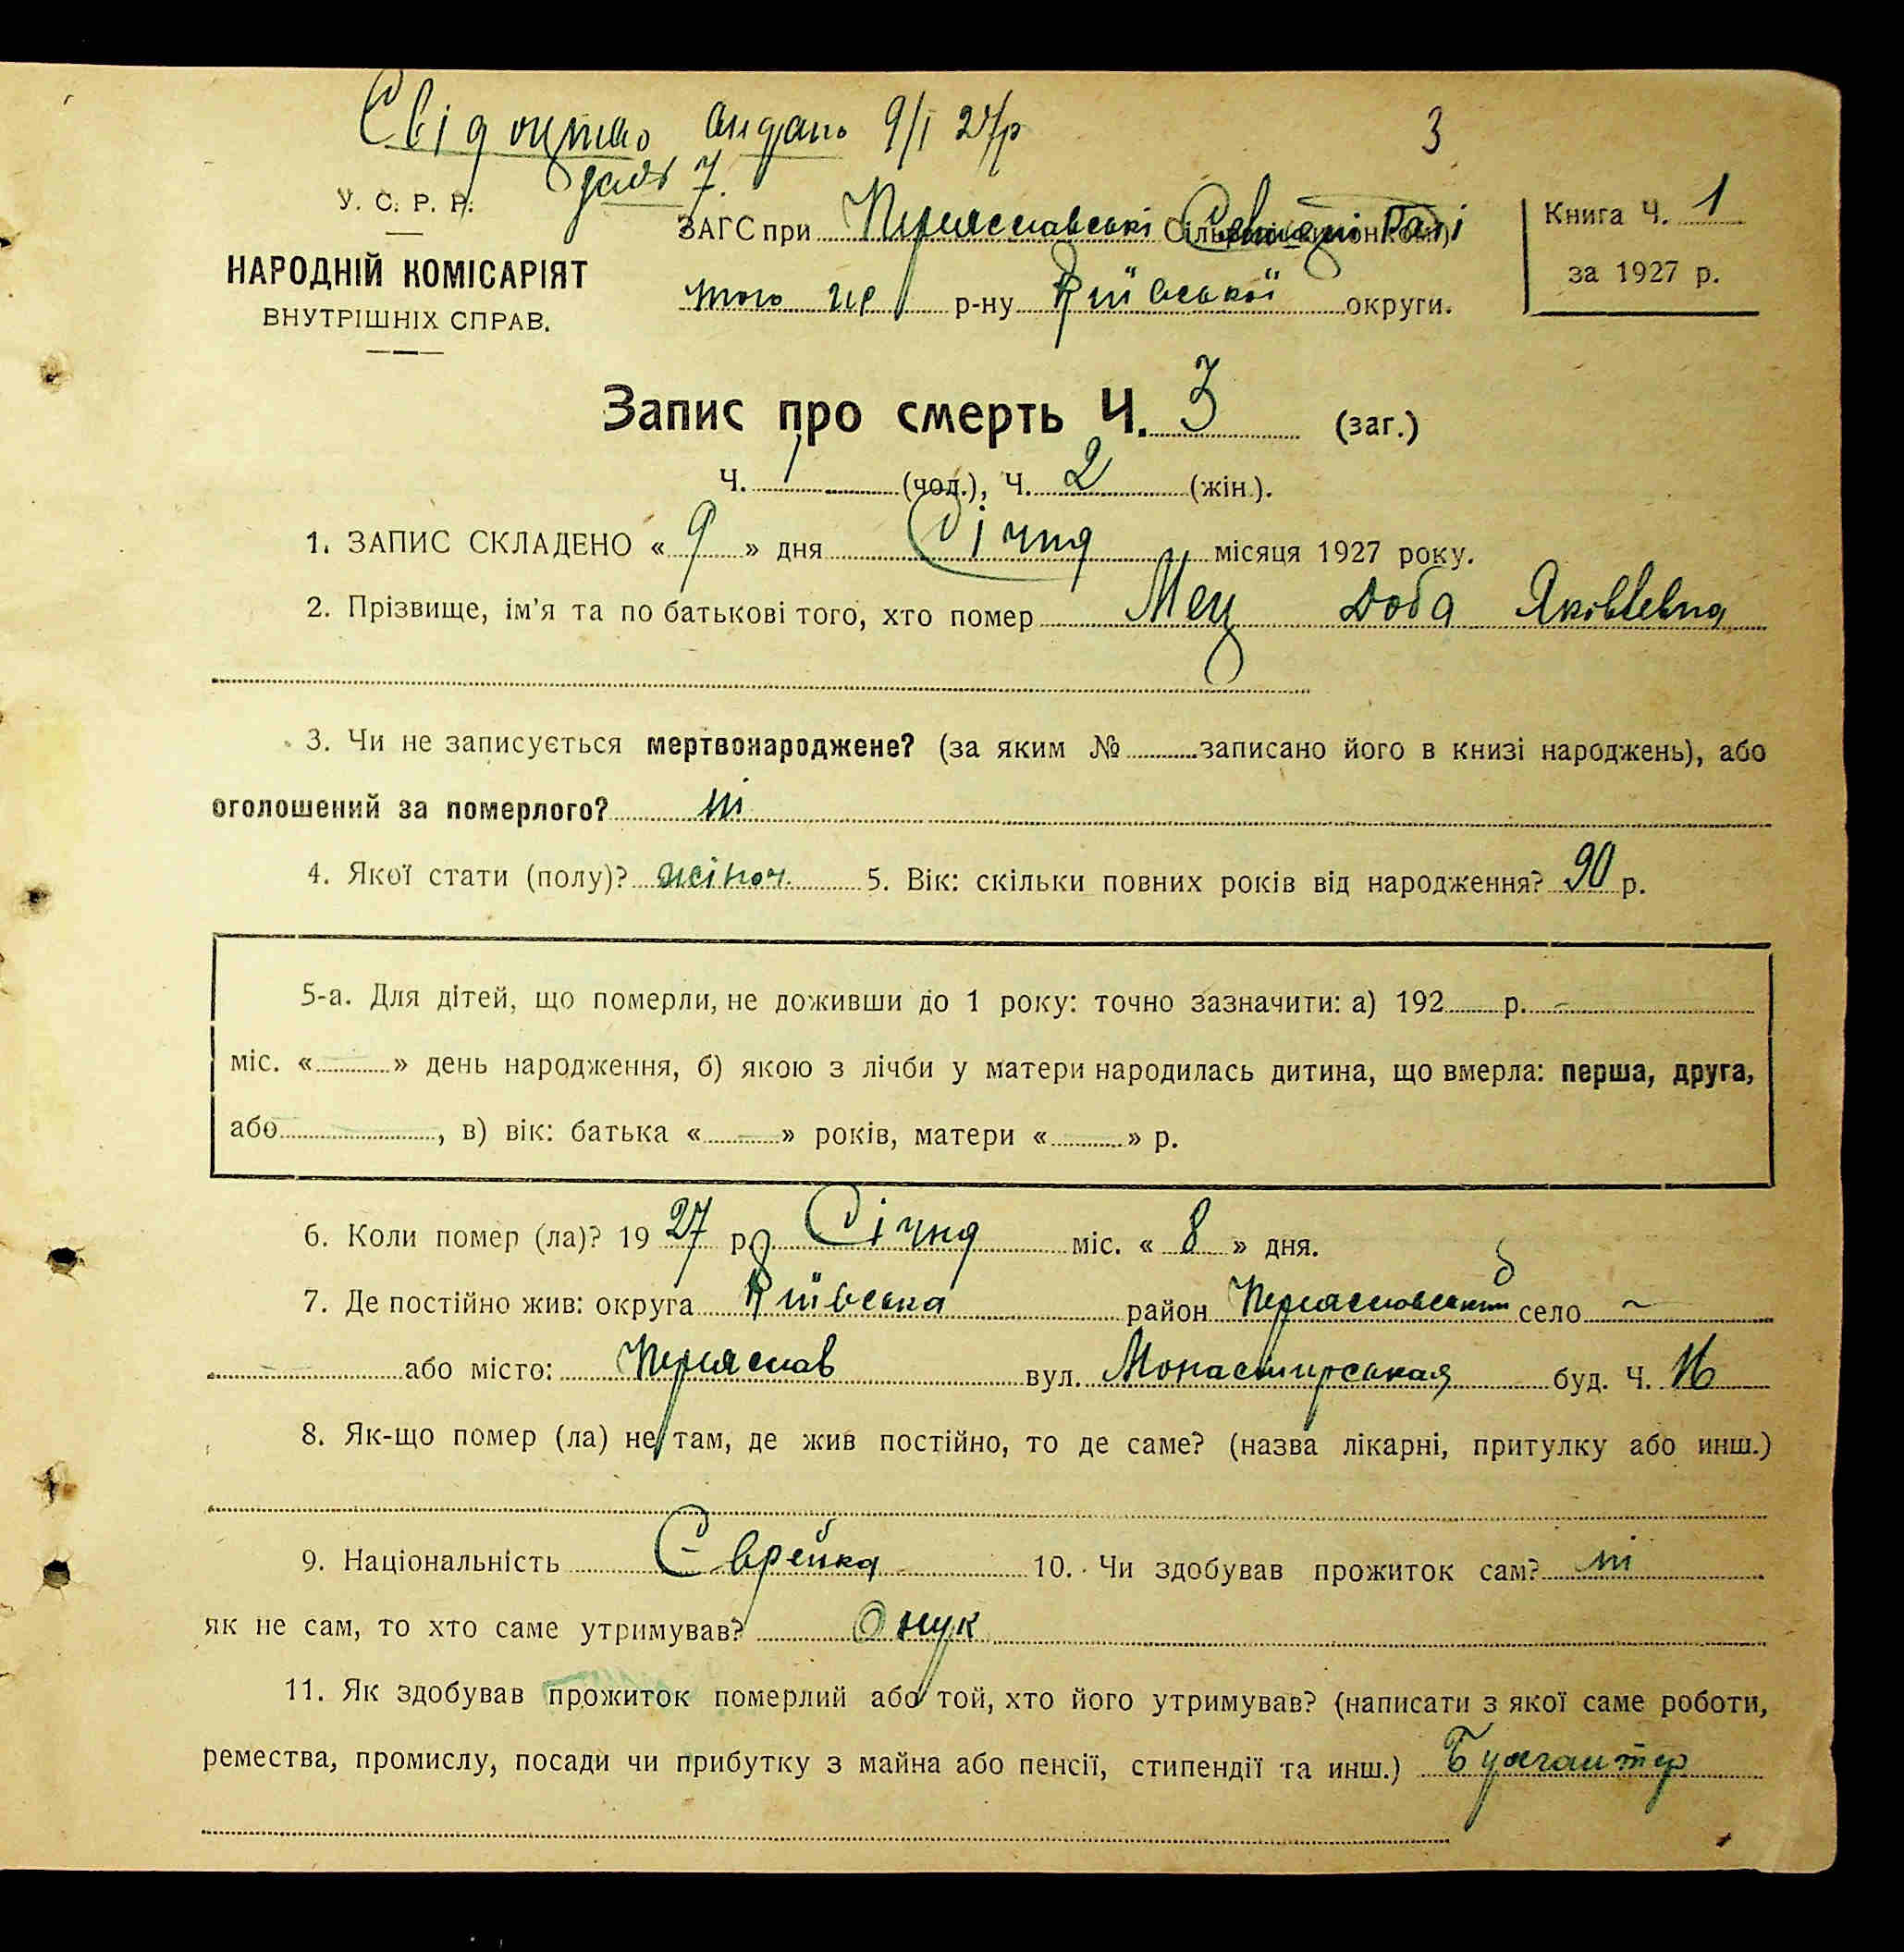 Свідоцтво видано 9/I 27р 3
У. С. Р. Р. 7.
ЗАГС при Переяславські Сільраді Раді Книга Ч. 1
НАРОДНІЙ КОМІСАРІЯТ того же р-ну Київської округи. за 1927 р.
ВНУТРІШНІХ СПРАВ.
Запис про смерть Ч. 3 (заг.)
Ч. 1 (чол.), Ч. 2 (жін.).
1. ЗАПИС СКЛАДЕНО « 9 » дня Січня місяця 1927 року.
2. Прізвище, ім'я та по батькові того, хто помер Мец Доба Яковлевна
3. Чи не записується мертвонароджене? (за яким № записано його в книзі народжень), або
оголошений за померлого? ні
4. Якої стати (полу)? жіноч. 5. Вік: скільки повних років від народження? 90 р.
5-а. Для дітей, що померли, не доживши до 1 року: точно зазначити: а) 192 р. –
міс. « — » день народження, б) якою з лічби у матери народилась дитина, що вмерла: перша, друга,
або — , в) вік: батька « — » років, матери « — » р.
6. Коли помер (ла)? 19 27 р. Січня міс. « 8 » дня.
7. Де постійно жив: округа Київська район Переяславський село ~
— або місто: Переяслав вул. Монастирская буд. Ч. 16
8. Як-що помер (ла) не там, де жив постійно, то де саме? (назва лікарні, притулку або инш.)
9. Національність Єврейка 10. Чи здобував прожиток сам? ні
як не сам, то хто саме утримував? Онук
11. Як здобував прожиток померлий або той, хто його утримував? (написати з якої саме роботи,
ремества, промислу, посади чи прибутку з майна або пенсії, стипендії та инш.) Бухгалтер